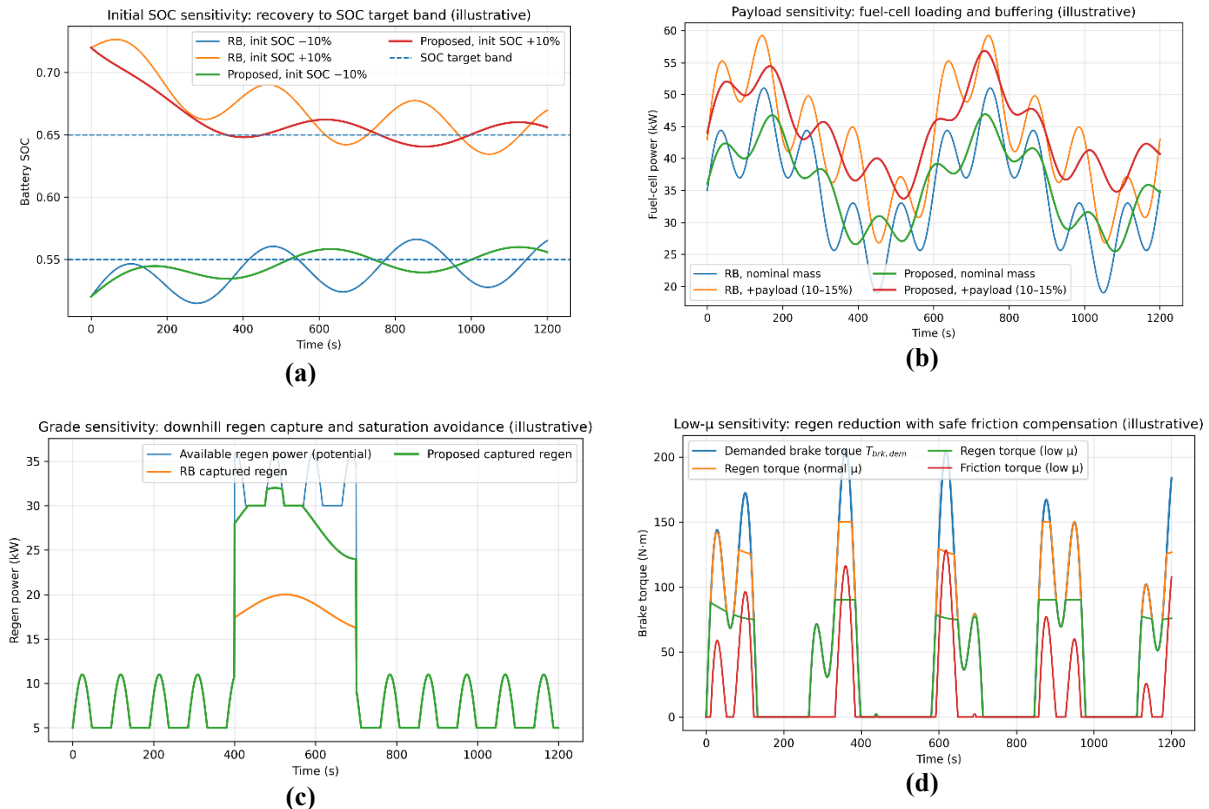 Initial SOC sensitivity: recovery to SOC target band (illustrative)
RB, init SOC −10%
RB, init SOC +10%
Proposed, init SOC −10%
Proposed, init SOC +10%
SOC target band
Battery SOC
0.70
0.65
0.60
0.55
0 200 400 600 800 1000 1200
Time (s)
(a)
Payload sensitivity: fuel-cell loading and buffering (illustrative)
Fuel-cell power (kW)
60
55
50
45
40
35
30
25
20
RB, nominal mass
RB, +payload (10–15%)
Proposed, nominal mass
Proposed, +payload (10–15%)
0 200 400 600 800 1000 1200
Time (s)
(b)
Grade sensitivity: downhill regen capture and saturation avoidance (illustrative)
Available regen power (potential)
RB captured regen
Proposed captured regen
Regen power (kW)
35
30
25
20
15
10
5
0 200 400 600 800 1000 1200
Time (s)
(c)
Low-μ sensitivity: regen reduction with safe friction compensation (illustrative)
Demanded brake torque T_brk,dem
Regen torque (normal μ)
Regen torque (low μ)
Friction torque (low μ)
Brake torque (N·m)
200
150
100
50
0
0 200 400 600 800 1000 1200
Time (s)
(d)